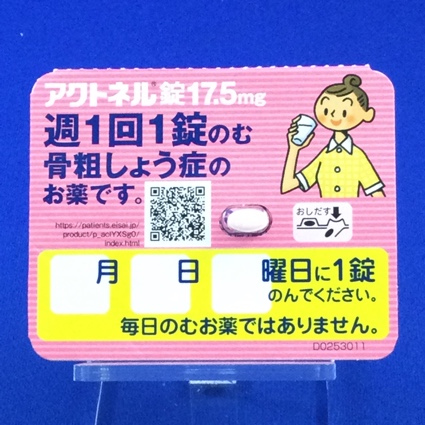 アクトネル®錠17.5mg
週1回1錠のむ
骨粗しょう症の
お薬です。
https://patients.eisai.jp/
product/p_aclYXSg0/
index.html
おしだす
月 日 曜日に1錠
のんでください。
毎日のむお薬ではありません。
D0253011